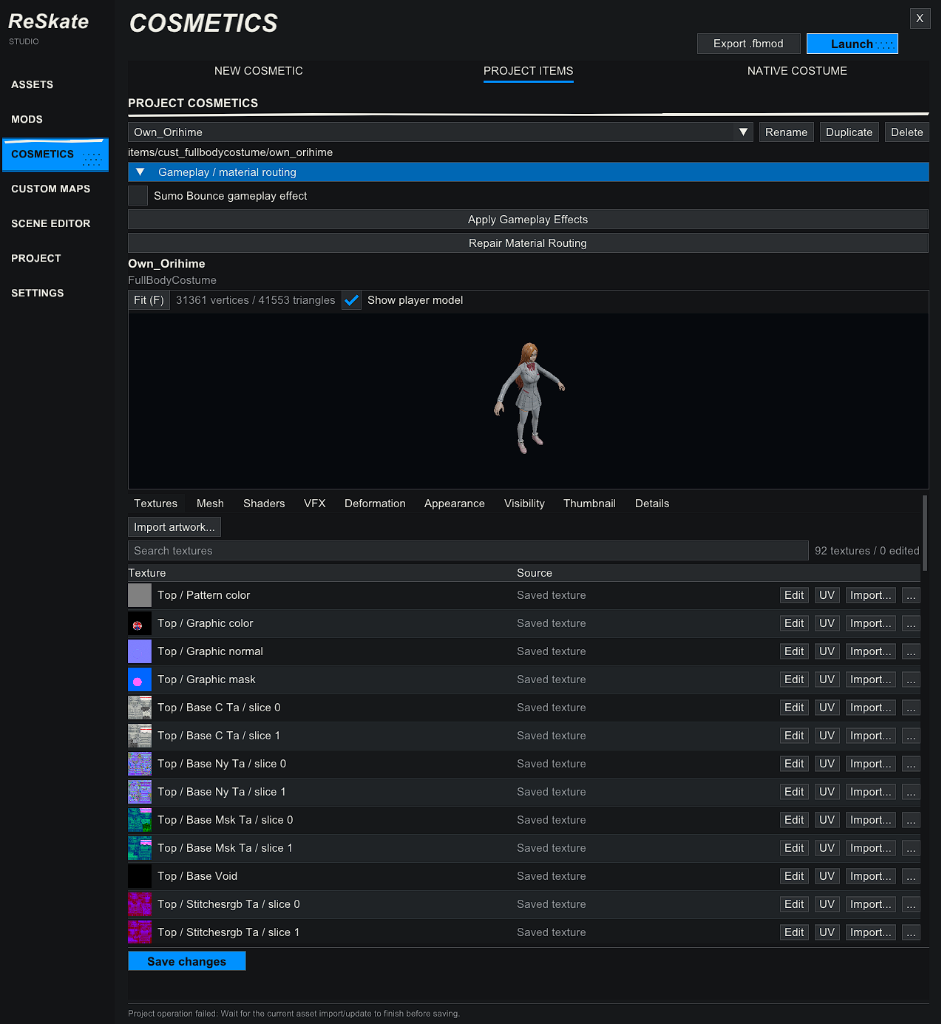 ReSkate
STUDIO
ASSETS
MODS
COSMETICS
CUSTOM MAPS
SCENE EDITOR
PROJECT
SETTINGS
COSMETICS
X
Export .fbmod
Launch
NEW COSMETIC
PROJECT ITEMS
NATIVE COSTUME
PROJECT COSMETICS
Own_Orihime
Rename
Duplicate
Delete
items/cust_fullbodycostume/own_orihime
Gameplay / material routing
Sumo Bounce gameplay effect
Apply Gameplay Effects
Repair Material Routing
Own_Orihime
FullBodyCostume
Fit (F) 31361 vertices / 41553 triangles Show player model
Textures Mesh Shaders VFX Deformation Appearance Visibility Thumbnail Details
Import artwork...
Search textures 92 textures / 0 edited
Texture Source
Top / Pattern color Saved texture Edit UV Import... ...
Top / Graphic color Saved texture Edit UV Import... ...
Top / Graphic normal Saved texture Edit UV Import... ...
Top / Graphic mask Saved texture Edit UV Import... ...
Top / Base C Ta / slice 0 Saved texture Edit UV Import... ...
Top / Base C Ta / slice 1 Saved texture Edit UV Import... ...
Top / Base Ny Ta / slice 0 Saved texture Edit UV Import... ...
Top / Base Ny Ta / slice 1 Saved texture Edit UV Import... ...
Top / Base Msk Ta / slice 0 Saved texture Edit UV Import... ...
Top / Base Msk Ta / slice 1 Saved texture Edit UV Import... ...
Top / Base Void Saved texture Edit UV Import... ...
Top / Stitchesrgb Ta / slice 0 Saved texture Edit UV Import... ...
Top / Stitchesrgb Ta / slice 1 Saved texture Edit UV Import... ...
Save changes
Project operation failed: Wait for the current asset import/update to finish before saving.